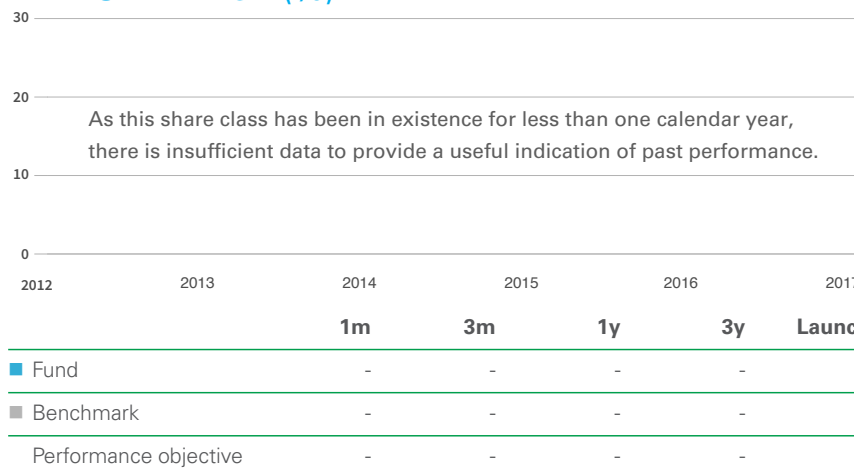 30
20
As this share class has been in existence for less than one calendar year,
there is insufficient data to provide a useful indication of past performance.
10
0
2012 2013 2014 2015 2016 2017
1m 3m 1y 3y Launc
Fund - - - -
Benchmark - - - -
Performance objective - - - -